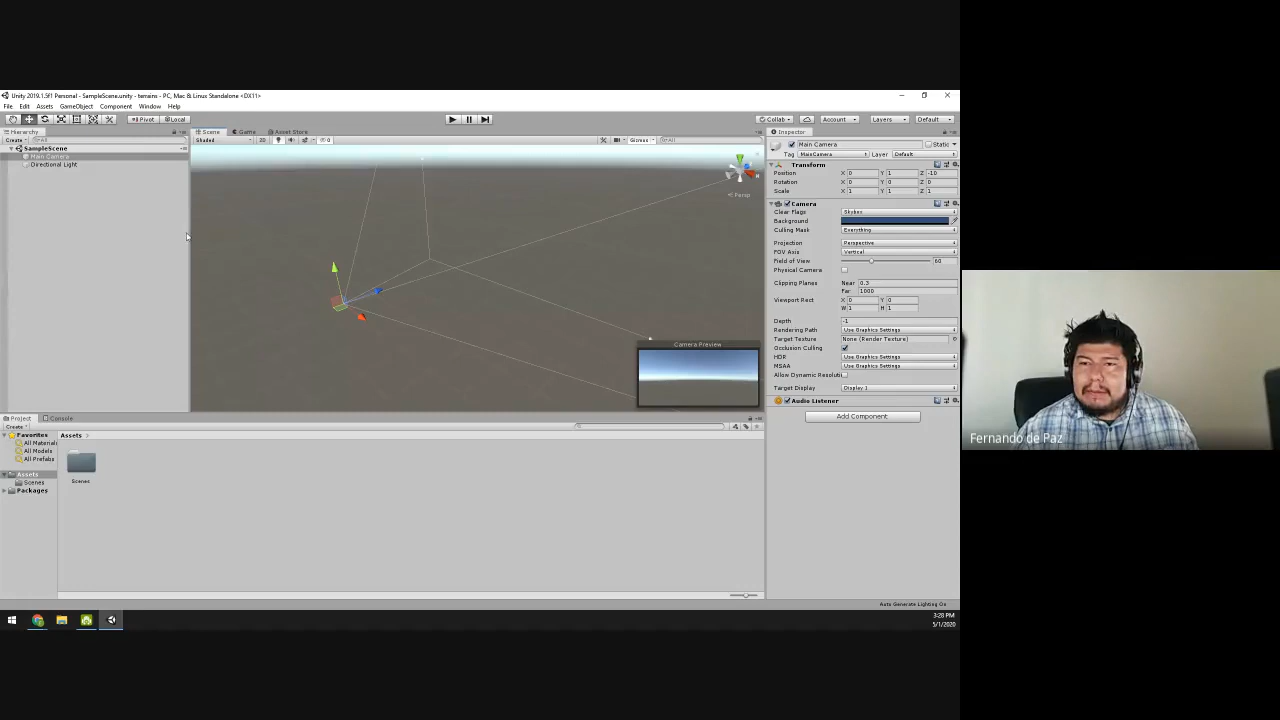 Unity 2019.1.5f1 Personal - SampleScene.unity - terrains - PC, Mac & Linux Standalone <DX11>
File Edit Assets GameObject Component Window Help
Pivot Local Collab Account Layers Default
Hierarchy Scene Game Asset Store Inspector
Create All Shaded 2D Gizmos All
SampleScene
Main Camera
Directional Light
Persp
Camera Preview
Main Camera Static
Tag MainCamera Layer Default
Transform
Position X 0 Y 1 Z -10
Rotation X 0 Y 0 Z 0
Scale X 1 Y 1 Z 1
Camera
Clear Flags Skybox
Background
Culling Mask Everything
Projection Perspective
FOV Axis Vertical
Field of View 60
Physical Camera
Clipping Planes Near 0.3
Far 1000
Viewport Rect X 0 Y 0
W 1 H 1
Depth -1
Rendering Path Use Graphics Settings
Target Texture None (Render Texture)
Occlusion Culling
HDR Use Graphics Settings
MSAA Use Graphics Settings
Allow Dynamic Resoluti
Target Display Display 1
Audio Listener
Add Component
Project Console
Create
Favorites
All Material
All Models
All Prefabs
Assets
Scenes
Packages
Assets
Scenes
Auto Generate Lighting On
3:28 PM
5/1/2020
Fernando de Paz